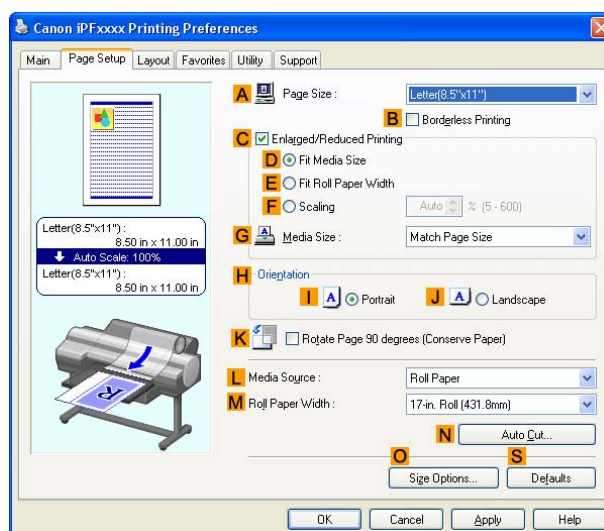 Canon iPFxxxx Printing Preferences
Main Page Setup Layout Favorites Utility Support
A Page Size : Letter(8.5"x11")
B Borderless Printing
C Enlarged/Reduced Printing
D Fit Media Size
E Fit Roll Paper Width
F Scaling Auto % (5 - 600)
Letter(8.5"x11") :
8.50 in x 11.00 in
Auto Scale: 100%
Letter(8.5"x11") :
8.50 in x 11.00 in
G A Media Size : Match Page Size
H Orientation
I A Portrait J A Landscape
K Rotate Page 90 degrees (Conserve Paper)
R
L Media Source : Roll Paper
M Roll Paper Width : 17-in. Roll (431.8mm)
N Auto Cut...
O S
Size Options... Defaults
OK Cancel Apply Help